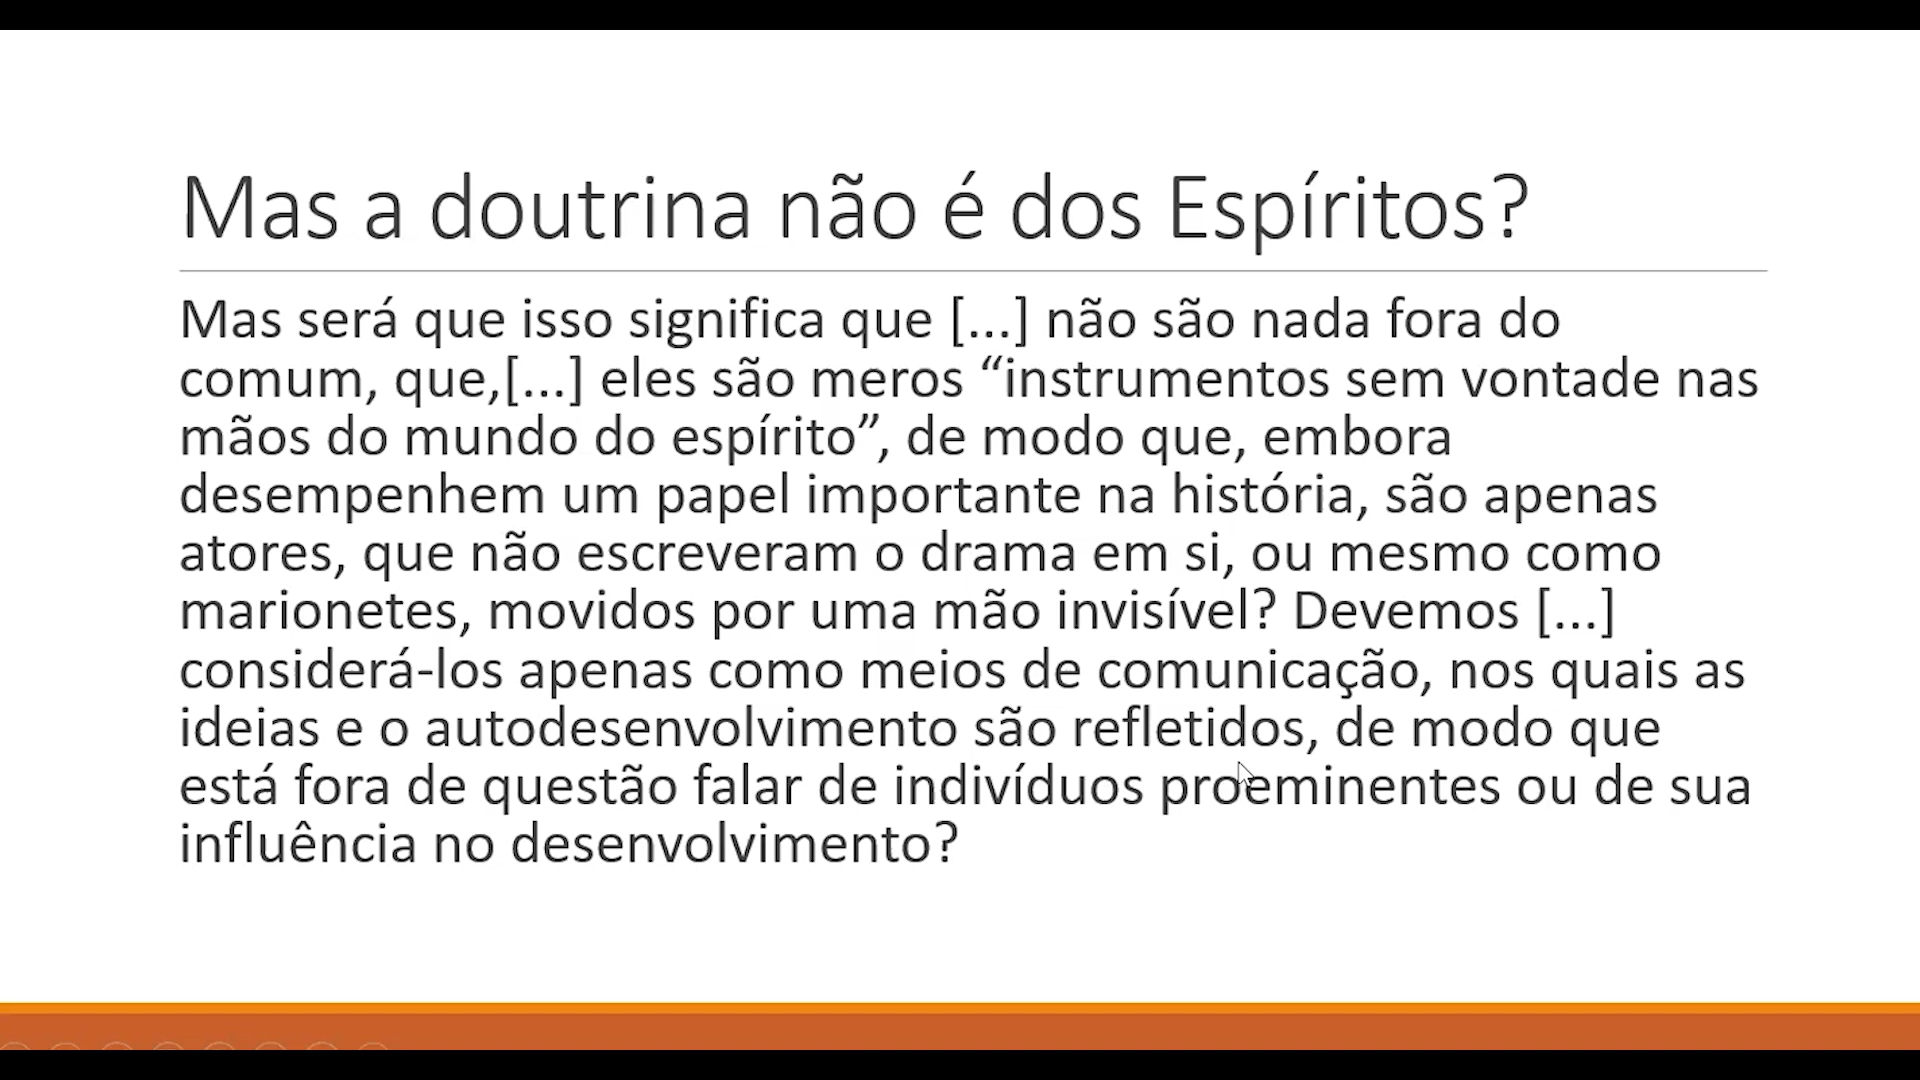 Mas a doutrina não é dos Espíritos?
Mas será que isso significa que [...] não são nada fora do
comum, que,[...] eles são meros “instrumentos sem vontade nas
mãos do mundo do espírito”, de modo que, embora
desempenhem um papel importante na história, são apenas
atores, que não escreveram o drama em si, ou mesmo como
marionetes, movidos por uma mão invisível? Devemos [...]
considerá-los apenas como meios de comunicação, nos quais as
ideias e o autodesenvolvimento são refletidos, de modo que
está fora de questão falar de indivíduos proeminentes ou de sua
influência no desenvolvimento?